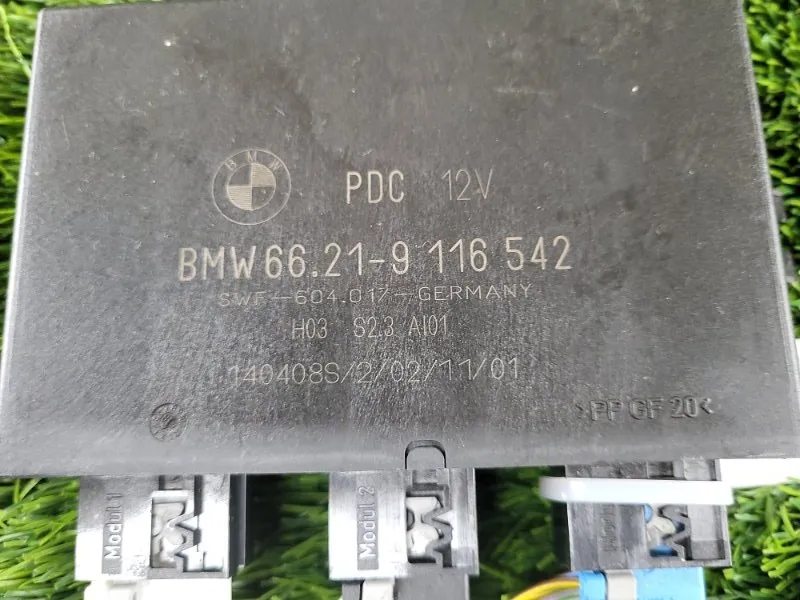 BMW
PDC 12V
BMW 66.21-9 116 542
SWF-604.017-GERMANY
H03 S2.3 AI01
140408S/2/02/11/01
>PP GF 20<
Modul 1
Modul 2